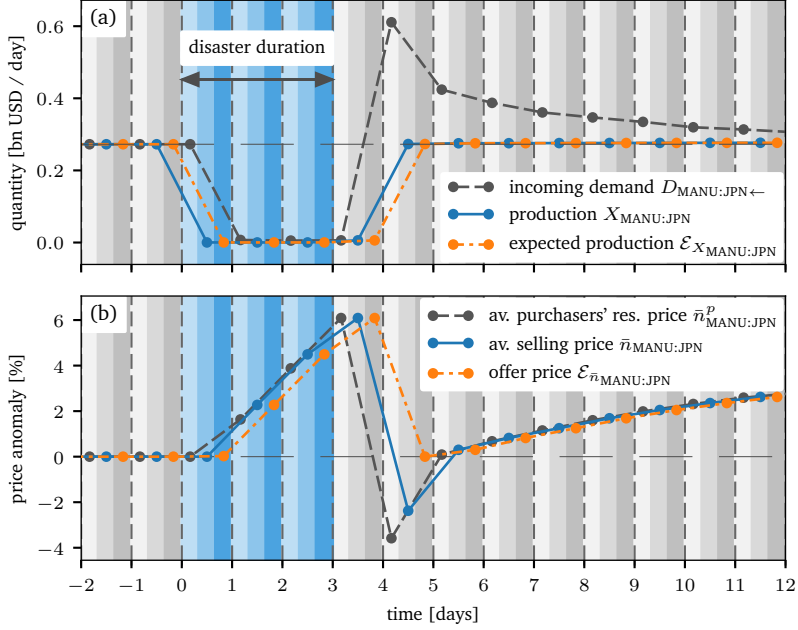 (a)
disaster duration
quantity [bn USD / day]
0.6
0.4
0.2
0.0
incoming demand D_MANU:JPN←
production X_MANU:JPN
expected production ℰ_X_MANU:JPN
(b)
price anomaly [%]
6
4
2
0
−2
−4
av. purchasers' res. price n̄^p_MANU:JPN
av. selling price n̄_MANU:JPN
offer price ℰ_n̄_MANU:JPN
−2 −1 0 1 2 3 4 5 6 7 8 9 10 11 12
time [days]